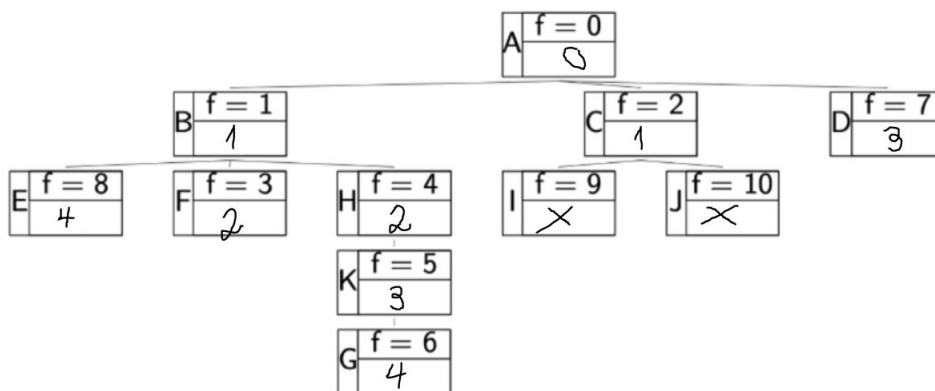 A f = 0
0
B f = 1
1
C f = 2
1
D f = 7
3
E f = 8
4
F f = 3
2
H f = 4
2
I f = 9
X
J f = 10
X
K f = 5
3
G f = 6
4